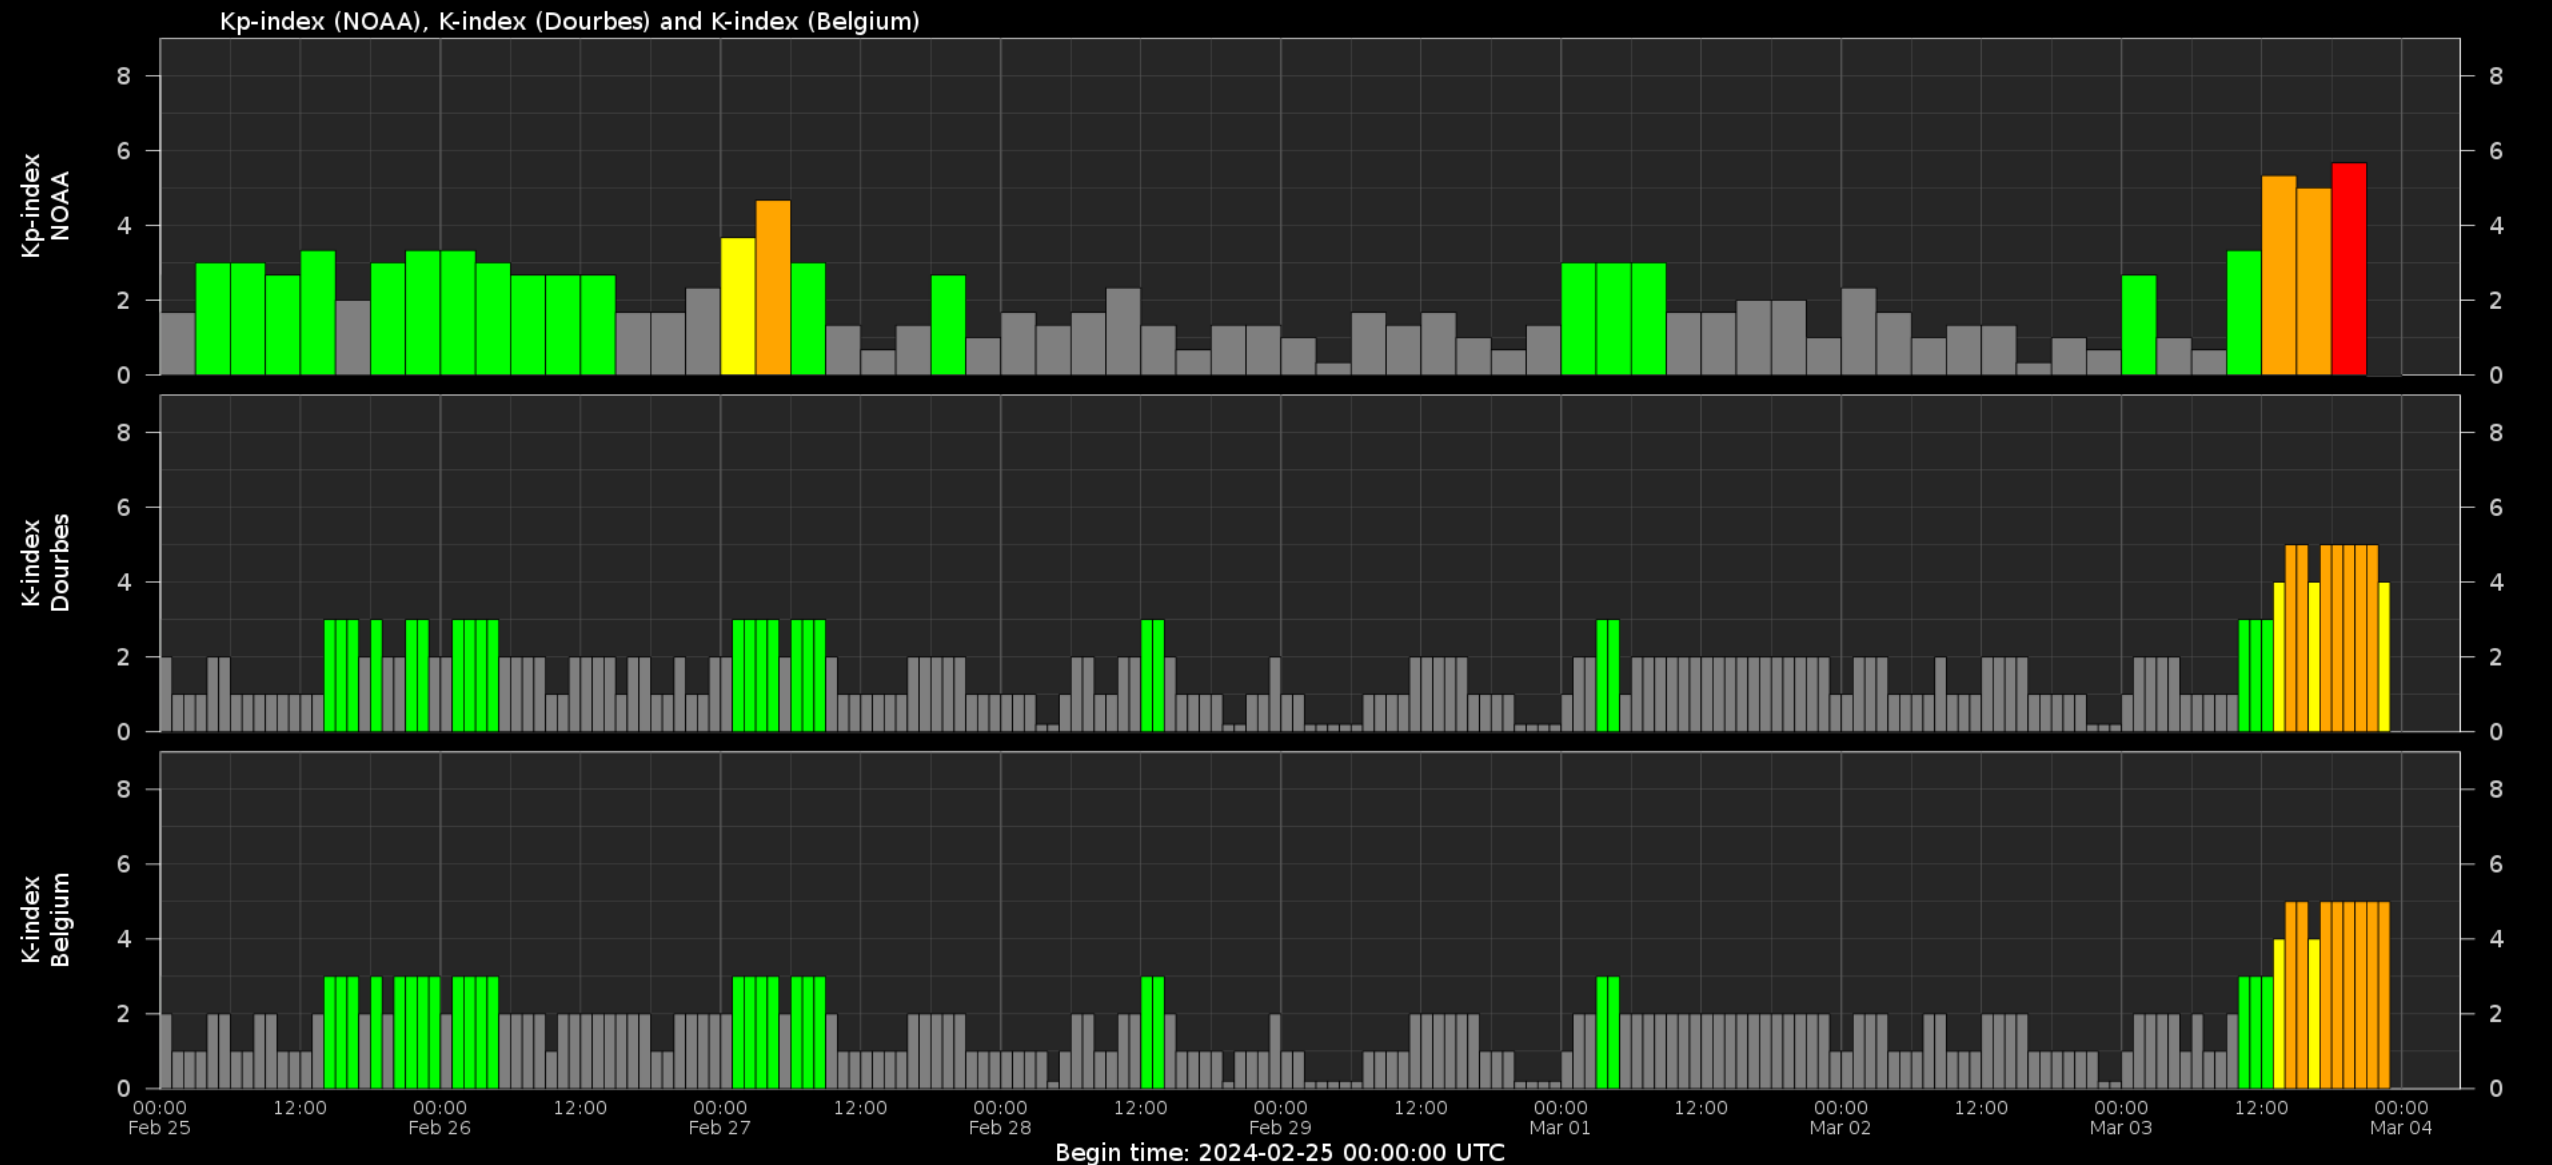 Kp-index (NOAA), K-index (Dourbes) and K-index (Belgium)
8 8
6 6
4 4
2 2
0 0
Kp-index
NOAA
8 8
6 6
4 4
2 2
0 0
K-index
Dourbes
8 8
6 6
4 4
2 2
0 0
K-index
Belgium
00:00 12:00 00:00 12:00 00:00 12:00 00:00 12:00 00:00 12:00 00:00 12:00 00:00 12:00 00:00 12:00 00:00
Feb 25 Feb 26 Feb 27 Feb 28 Feb 29 Mar 01 Mar 02 Mar 03 Mar 04
Begin time: 2024-02-25 00:00:00 UTC